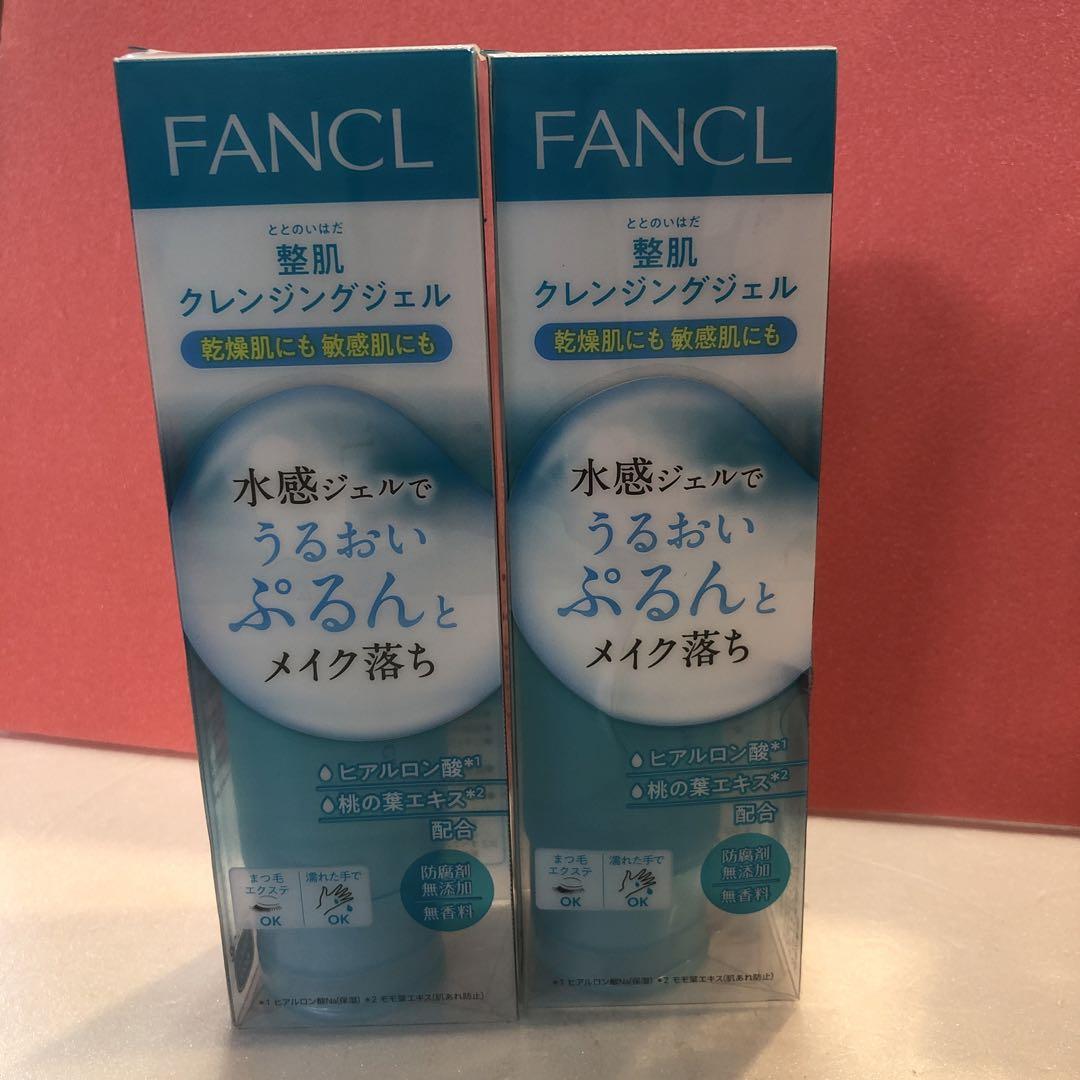 FANCL
ととのいはだ
整肌
クレンジングジェル
乾燥肌にも 敏感肌にも
水感ジェルで
うるおい
ぷるんと
メイク落ち
ヒアルロン酸*1
桃の葉エキス*2
配合
まつ毛
エクステ
OK
濡れた手で
OK
防腐剤
無添加
無香料
*1 ヒアルロン酸Na(保湿) *2 モモ葉エキス(肌あれ防止)
FANCL
ととのいはだ
整肌
クレンジングジェル
乾燥肌にも 敏感肌にも
水感ジェルで
うるおい
ぷるんと
メイク落ち
ヒアルロン酸*1
桃の葉エキス*2
配合
まつ毛
エクステ
OK
濡れた手で
OK
防腐剤
無添加
無香料
*1 ヒアルロン酸Na(保湿) *2 モモ葉エキス(肌あれ防止)